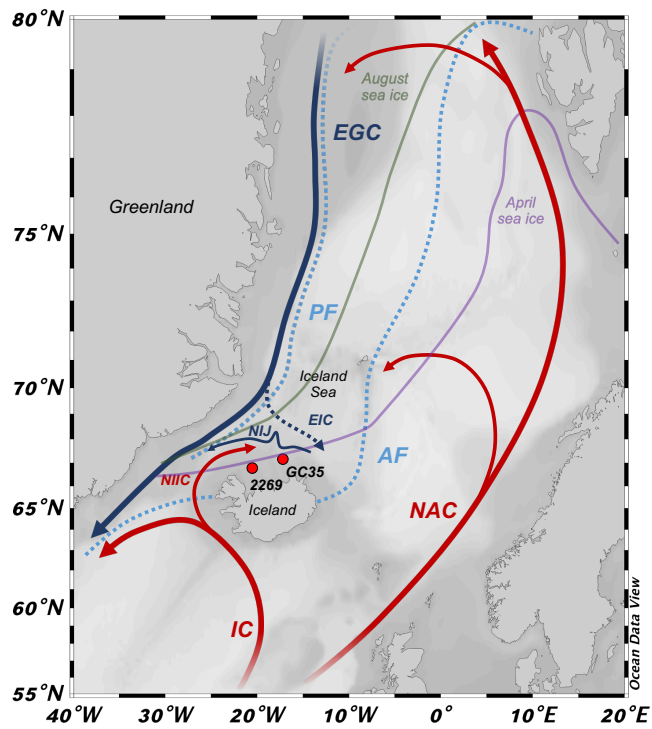 80˚N
August
sea ice
EGC
Greenland
April
sea ice
75˚N
PF
70˚N
Iceland
Sea
EIC
NIJ
AF
NIIC
GC35
2269
65˚N
Iceland
NAC
60˚N
IC
Ocean Data View
55˚N
40˚W 30˚W 20˚W 10˚W 0˚ 10˚E 20˚E